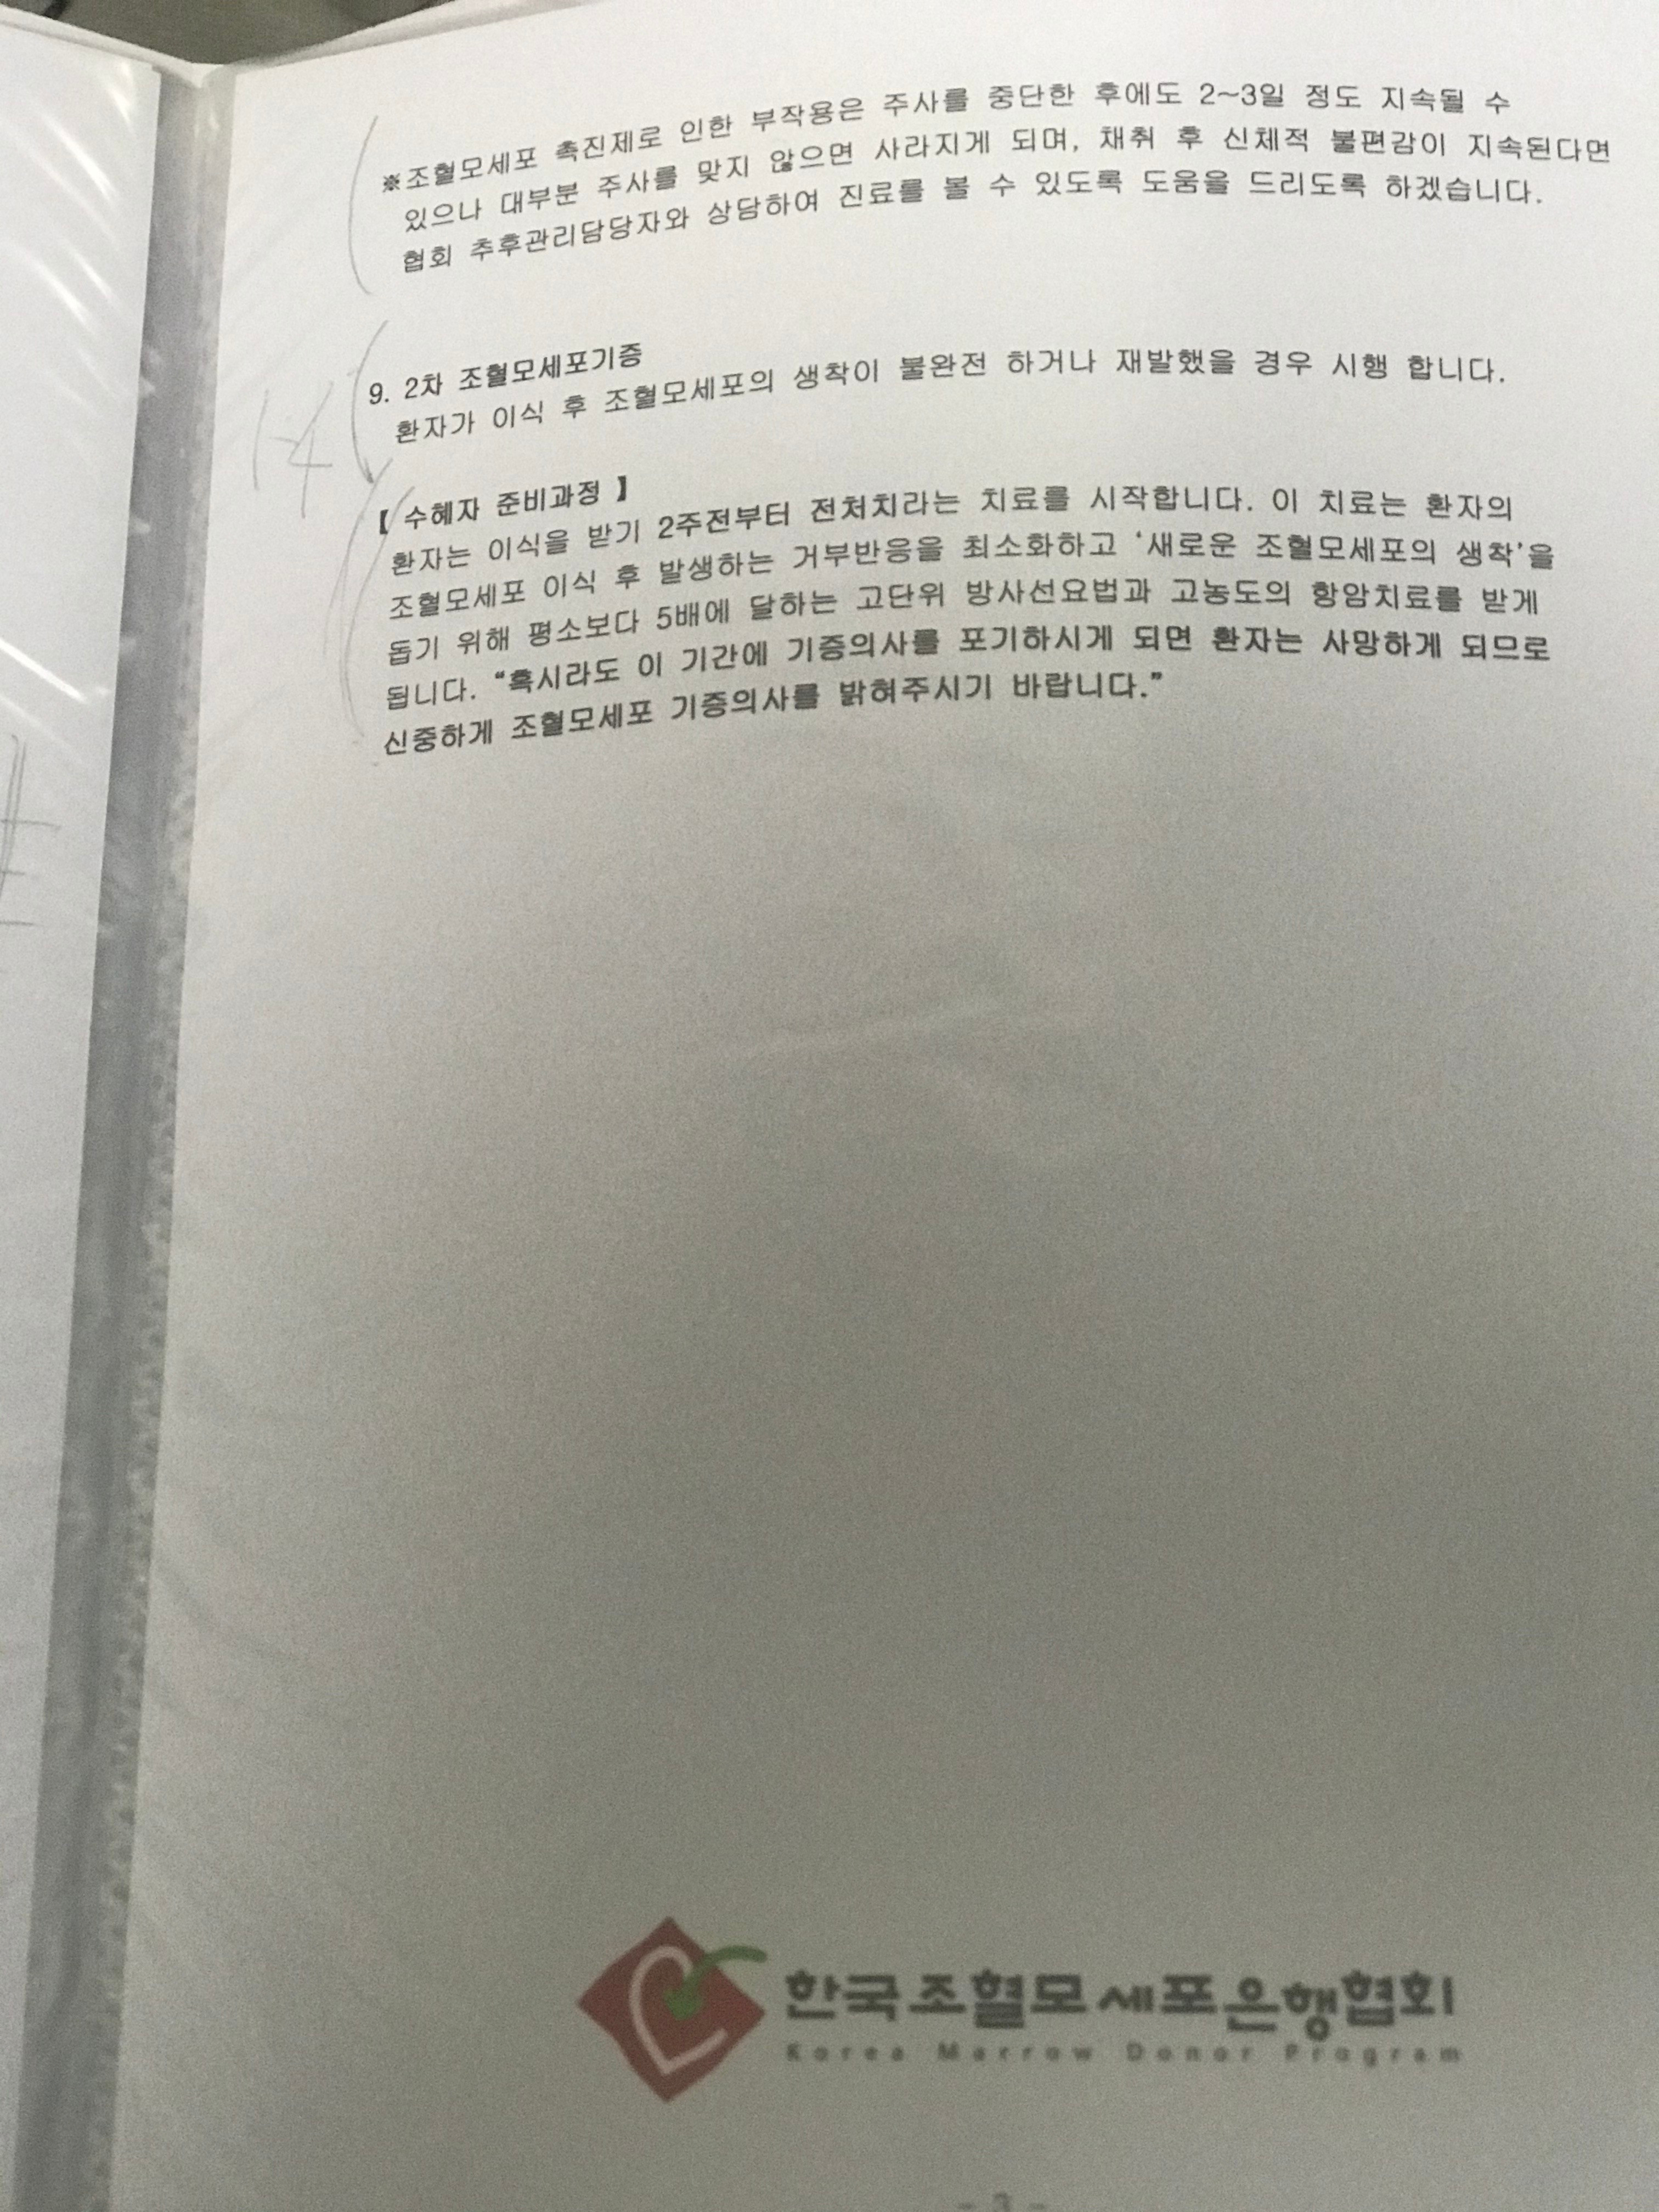 ※조혈모세포 촉진제로 인한 부작용은 주사를 중단한 후에도 2~3일 정도 지속될 수
있으나 대부분 주사를 맞지 않으면 사라지게 되며, 채취 후 신체적 불편감이 지속된다면
협회 추후관리담당자와 상담하여 진료를 볼 수 있도록 도움을 드리도록 하겠습니다.
9. 2차 조혈모세포기증
환자가 이식 후 조혈모세포의 생착이 불완전 하거나 재발했을 경우 시행 합니다.
【 수혜자 준비과정 】
환자는 이식을 받기 2주전부터 전처치라는 치료를 시작합니다. 이 치료는 환자의
조혈모세포 이식 후 발생하는 거부반응을 최소화하고 ‘새로운 조혈모세포의 생착’을
돕기 위해 평소보다 5배에 달하는 고단위 방사선요법과 고농도의 항암치료를 받게
됩니다. “혹시라도 이 기간에 기증의사를 포기하시게 되면 환자는 사망하게 되므로
신중하게 조혈모세포 기증의사를 밝혀주시기 바랍니다.”
한국조혈모세포은행협회
Korea Marrow Donor Program
- 3 -